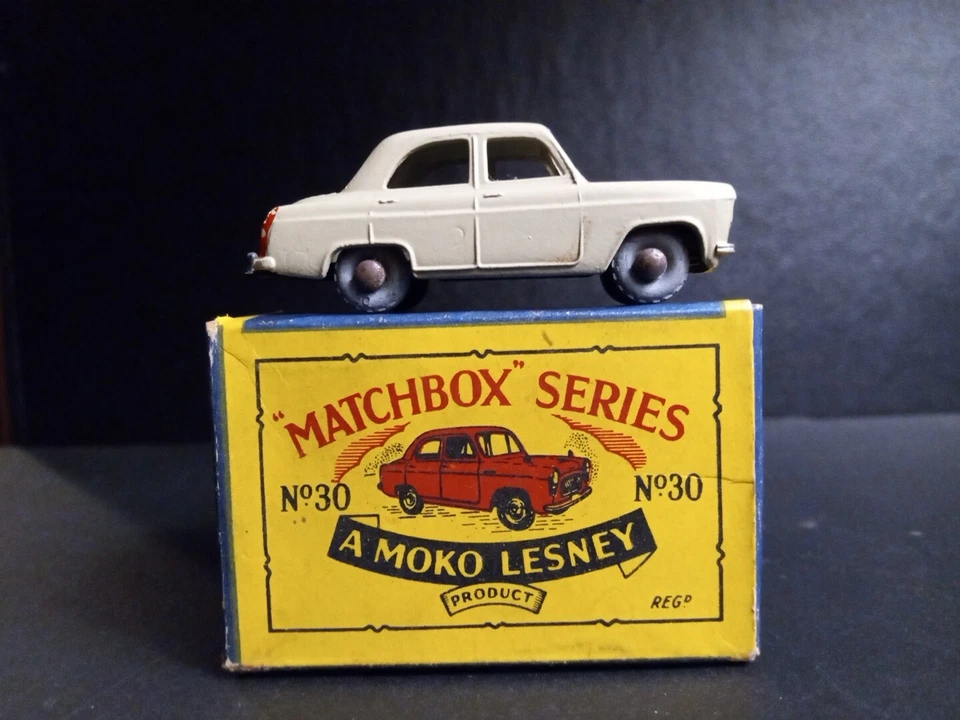 "MATCHBOX" SERIES
Nº30 Nº30
A MOKO LESNEY
PRODUCT
REGD